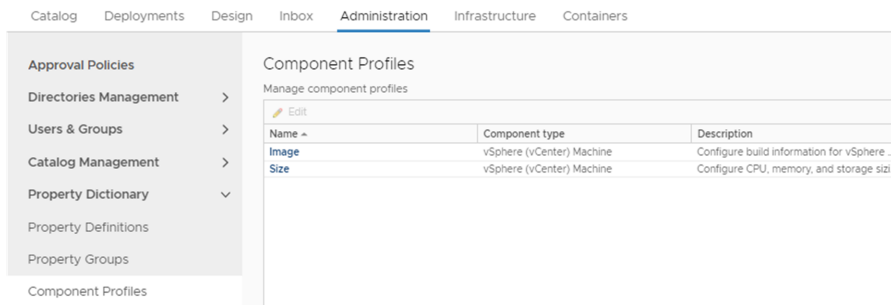 Catalog Deployments Design Inbox Administration Infrastructure Containers
Approval Policies
Directories Management
Users & Groups
Catalog Management
Property Dictionary
Property Definitions
Property Groups
Component Profiles
Component Profiles
Manage component profiles
Edit
Name Component type Description
Image vSphere (vCenter) Machine Configure build information for vSphere ..
Size vSphere (vCenter) Machine Configure CPU, memory, and storage sizi